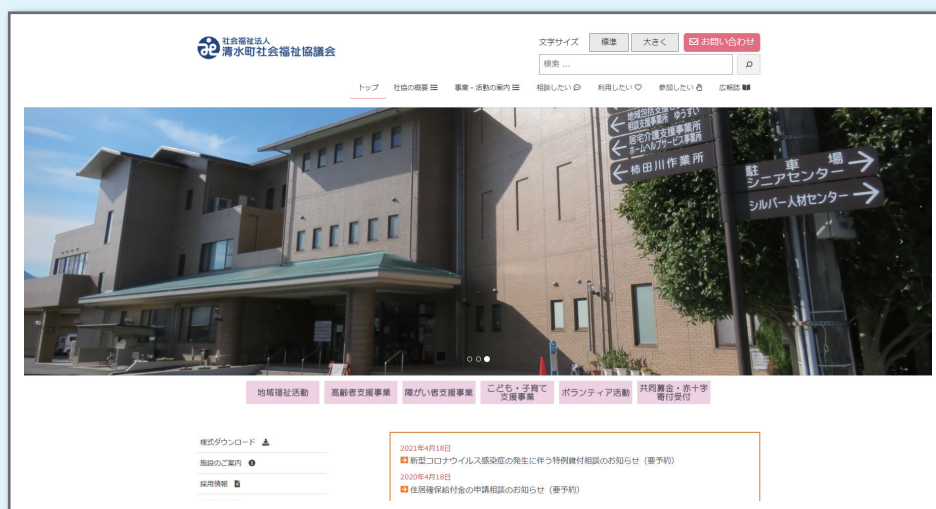 社会福祉法人
清水町社会福祉協議会
文字サイズ 標準 大きく お問い合わせ
検索 ...
トップ 社協の概要 事業・活動の案内 相談したい 利用したい 参加したい 広報誌
相談支援事業所 ゆうすい
居宅介護支援事業所
ホームヘルプサービス事業所
柿田川作業所
駐車場
シニアセンター
シルバー人材センター
地域福祉活動
高齢者支援事業
障がい者支援事業
こども・子育て
支援事業
ボランティア活動
共同募金・赤十字
寄付受付
様式ダウンロード
施設のご案内
採用情報
2021年4月18日
新型コロナウイルス感染症の発生に伴う特例貸付相談のお知らせ（要予約）
2020年4月18日
住居確保給付金の申請相談のお知らせ（要予約）